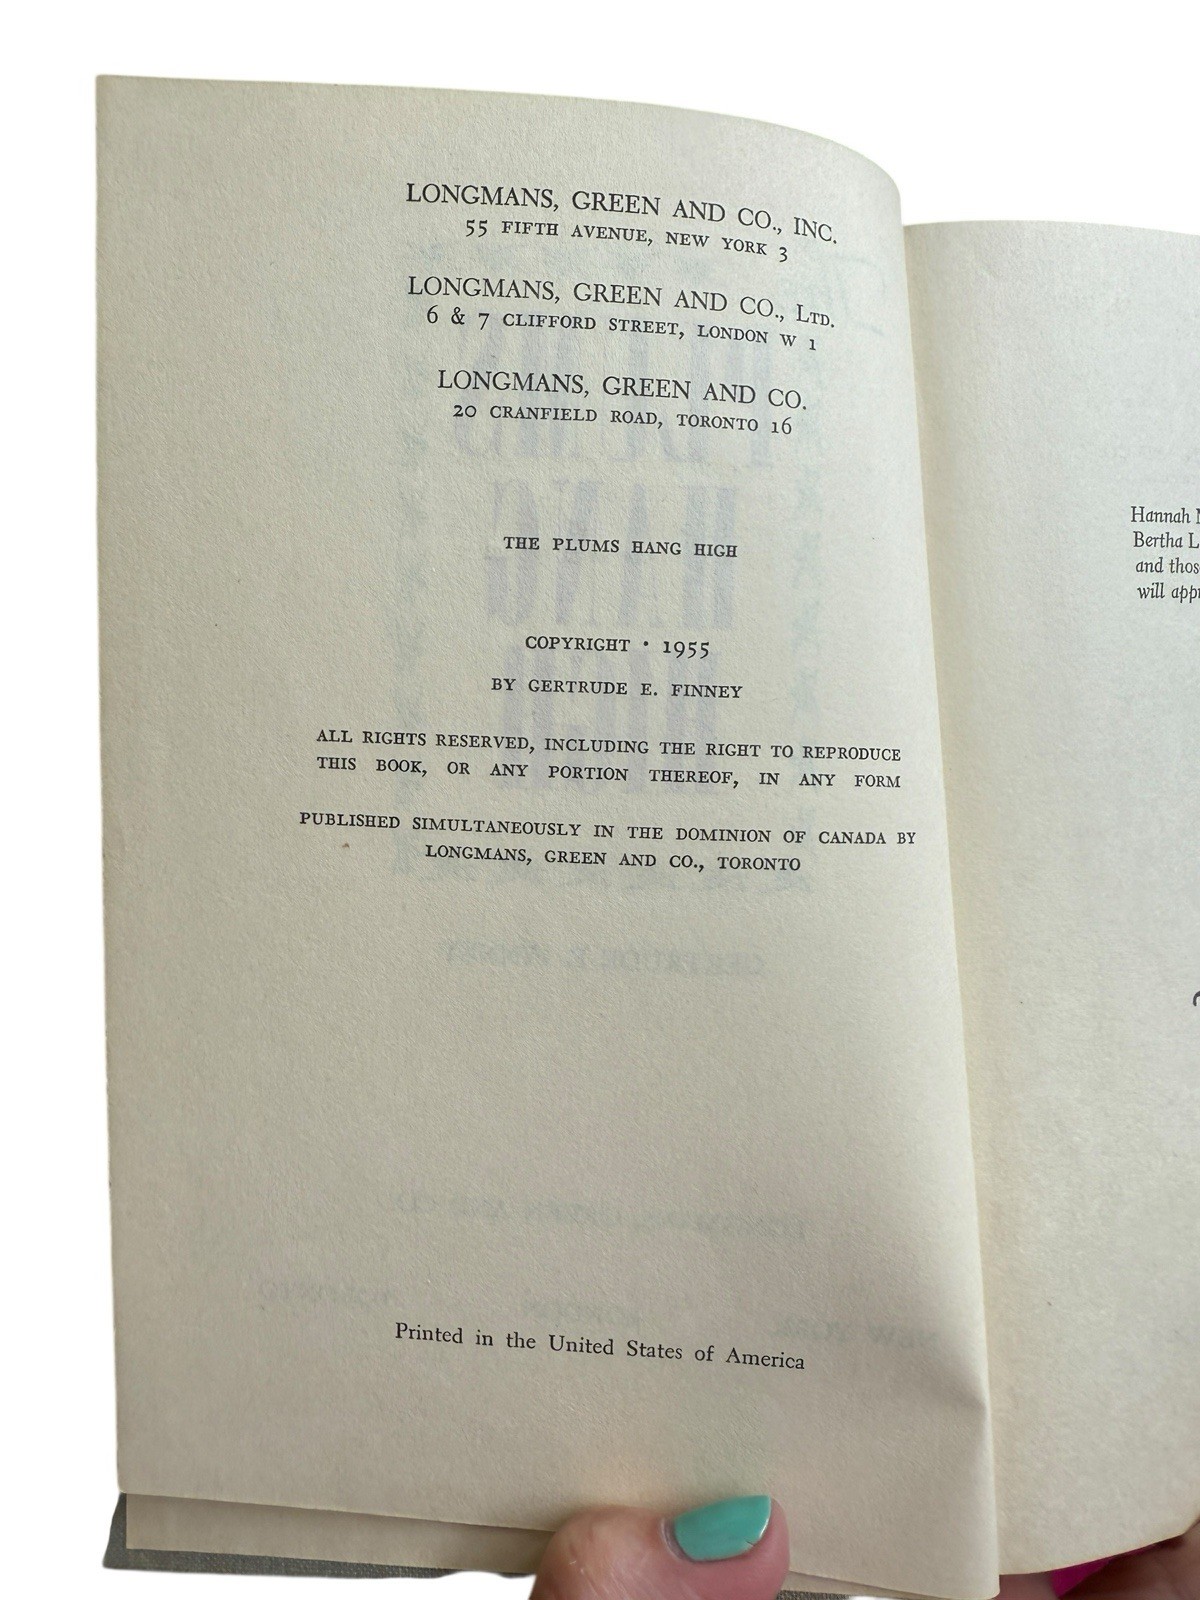 LONGMANS, GREEN AND CO., INC.
55 FIFTH AVENUE, NEW YORK 3
LONGMANS, GREEN AND CO., LTD.
6 & 7 CLIFFORD STREET, LONDON W 1
LONGMANS, GREEN AND CO.
20 CRANFIELD ROAD, TORONTO 16
THE PLUMS HANG HIGH
COPYRIGHT · 1955
BY GERTRUDE E. FINNEY
ALL RIGHTS RESERVED, INCLUDING THE RIGHT TO REPRODUCE
THIS BOOK, OR ANY PORTION THEREOF, IN ANY FORM
PUBLISHED SIMULTANEOUSLY IN THE DOMINION OF CANADA BY
LONGMANS, GREEN AND CO., TORONTO
Printed in the United States of America
Hannah
Bertha
and
will